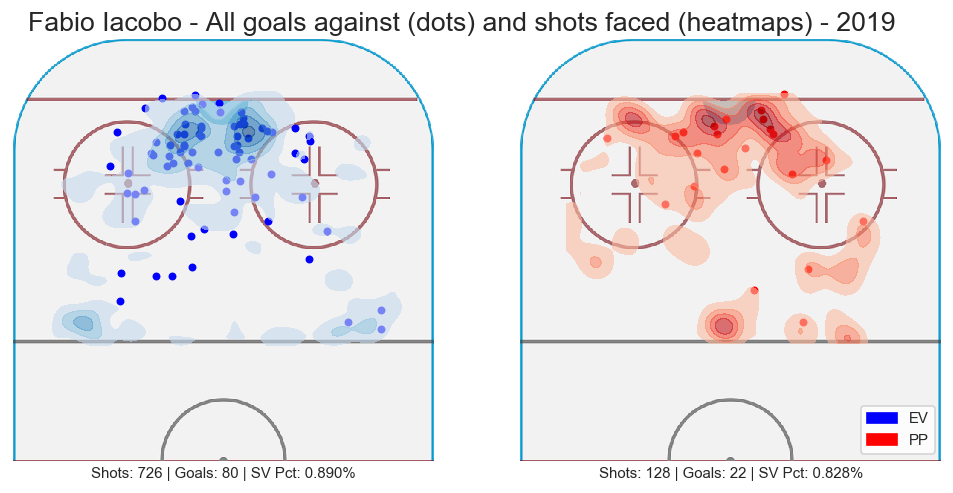 Fabio Iacobo - All goals against (dots) and shots faced (heatmaps) - 2019
EV
PP
Shots: 726 | Goals: 80 | SV Pct: 0.890%
Shots: 128 | Goals: 22 | SV Pct: 0.828%